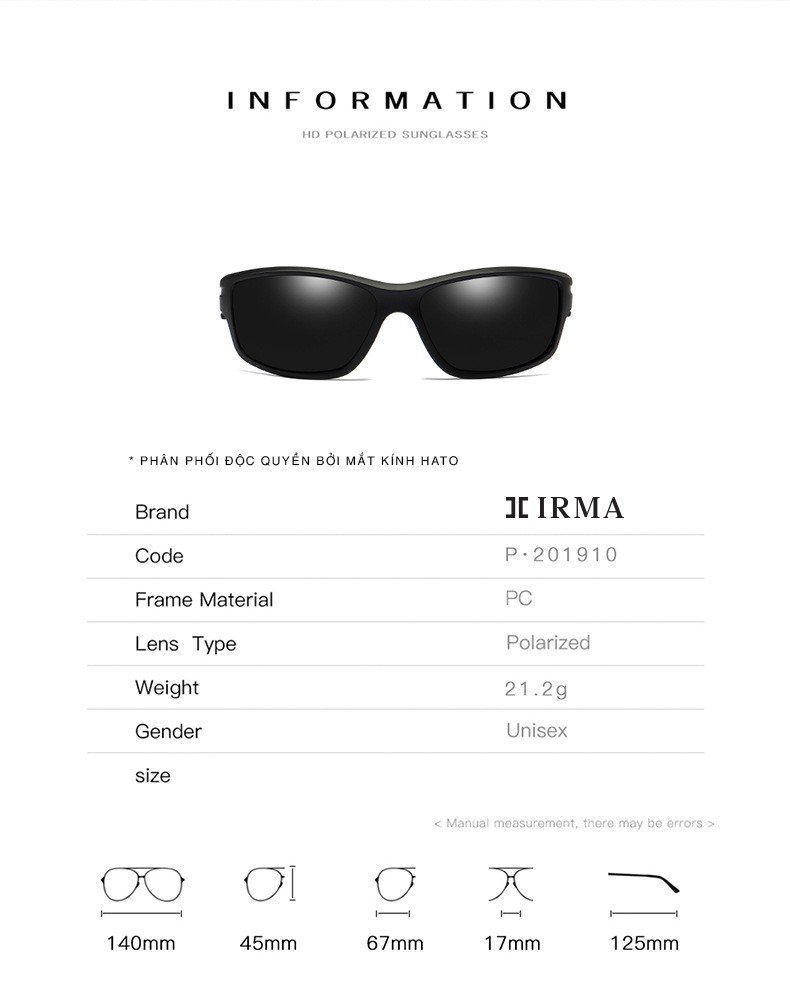 INFORMATION
HD POLARIZED SUNGLASSES
* PHÂN PHỐI ĐỘC QUYỀN BỞI MẮT KÍNH HATO
Brand IRMA
Code P·201910
Frame Material PC
Lens Type Polarized
Weight 21.2g
Gender Unisex
size
< Manual measurement, there may be errors >
140mm 45mm 67mm 17mm 125mm